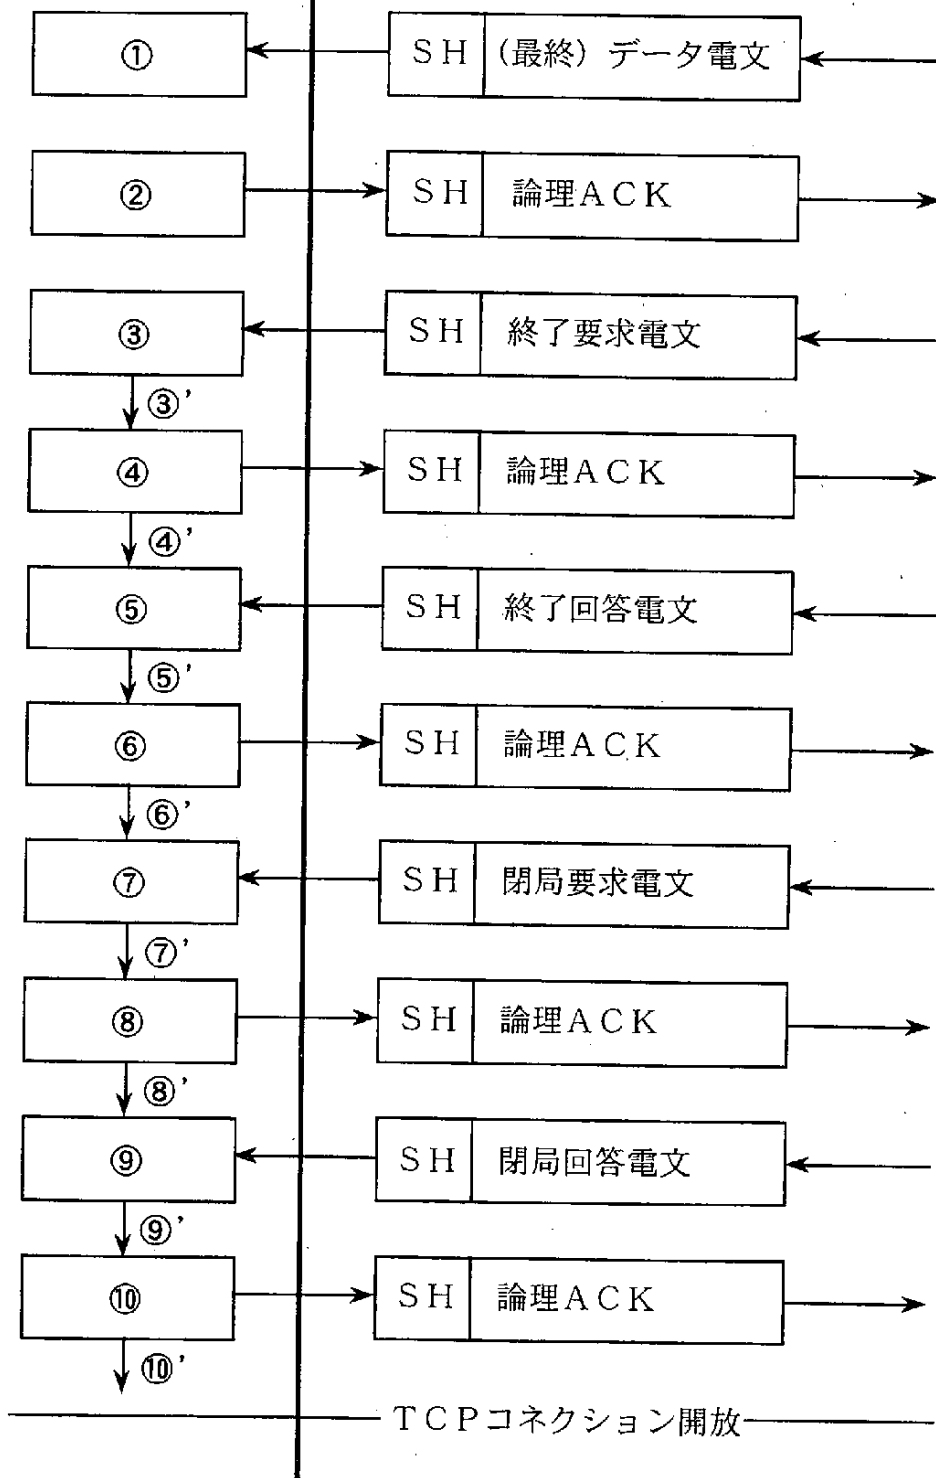 ① ＳＨ （最終）データ電文
② ＳＨ 論理ＡＣＫ
③ ＳＨ 終了要求電文
③’
④ ＳＨ 論理ＡＣＫ
④’
⑤ ＳＨ 終了回答電文
⑤’
⑥ ＳＨ 論理ＡＣＫ
⑥’
⑦ ＳＨ 閉局要求電文
⑦’
⑧ ＳＨ 論理ＡＣＫ
⑧’
⑨ ＳＨ 閉局回答電文
⑨’
⑩ ＳＨ 論理ＡＣＫ
⑩’
ＴＣＰコネクション開放